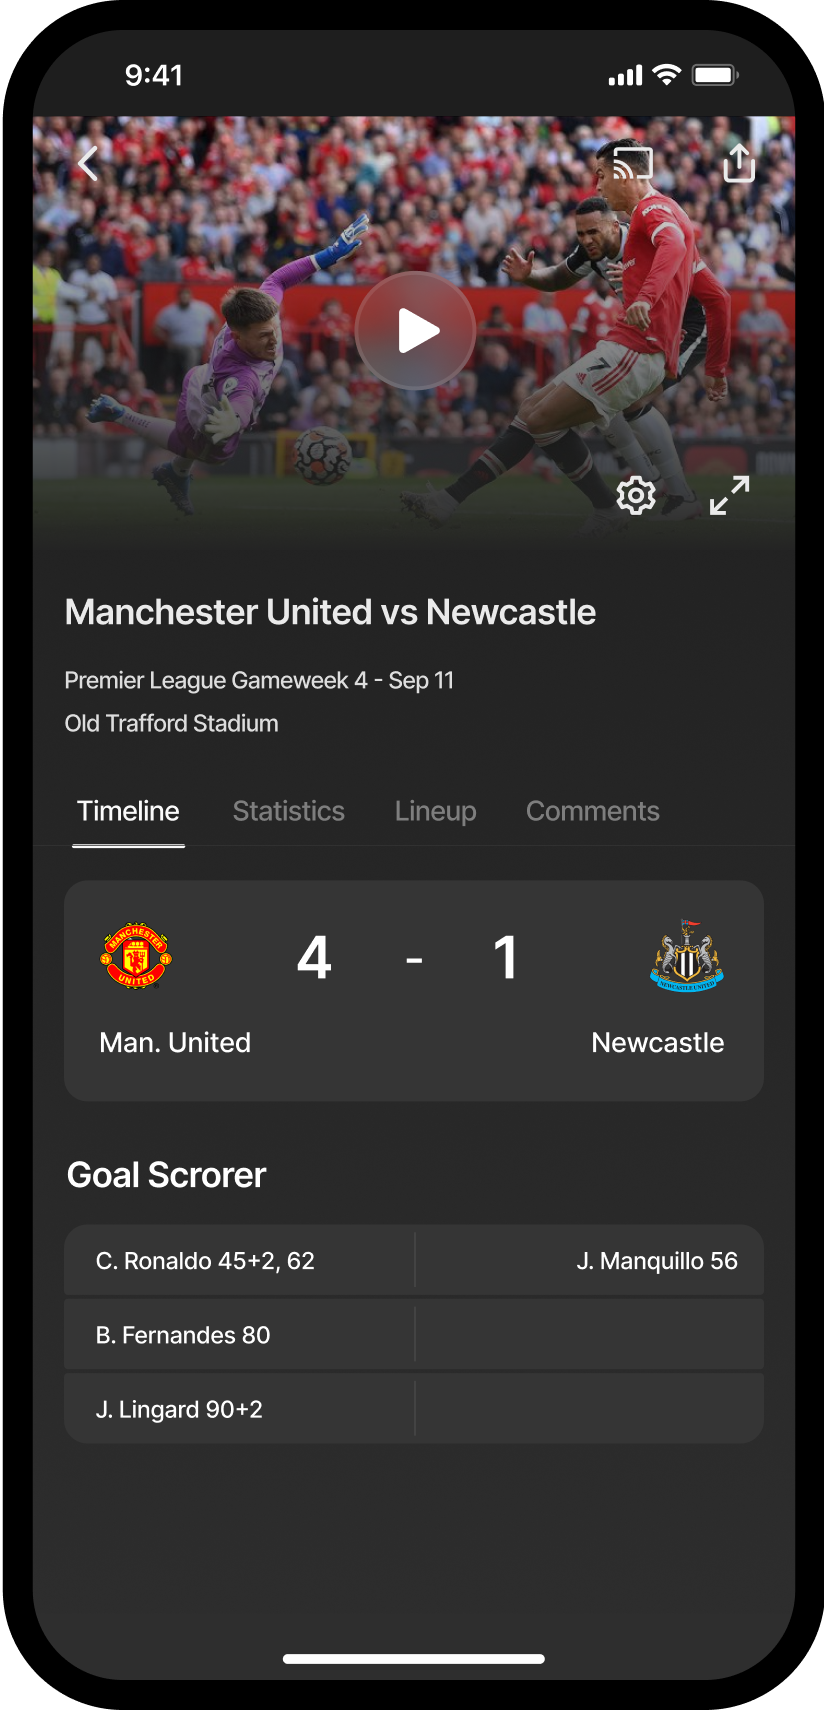 9:41
7
Manchester United vs Newcastle
Premier League Gameweek 4 - Sep 11
Old Trafford Stadium
Timeline Statistics Lineup Comments
MANCHESTER
UNITED
NEWCASTLE UNITED
4 - 1
Man. United Newcastle
Goal Scrorer
C. Ronaldo 45+2, 62 J. Manquillo 56
B. Fernandes 80
J. Lingard 90+2